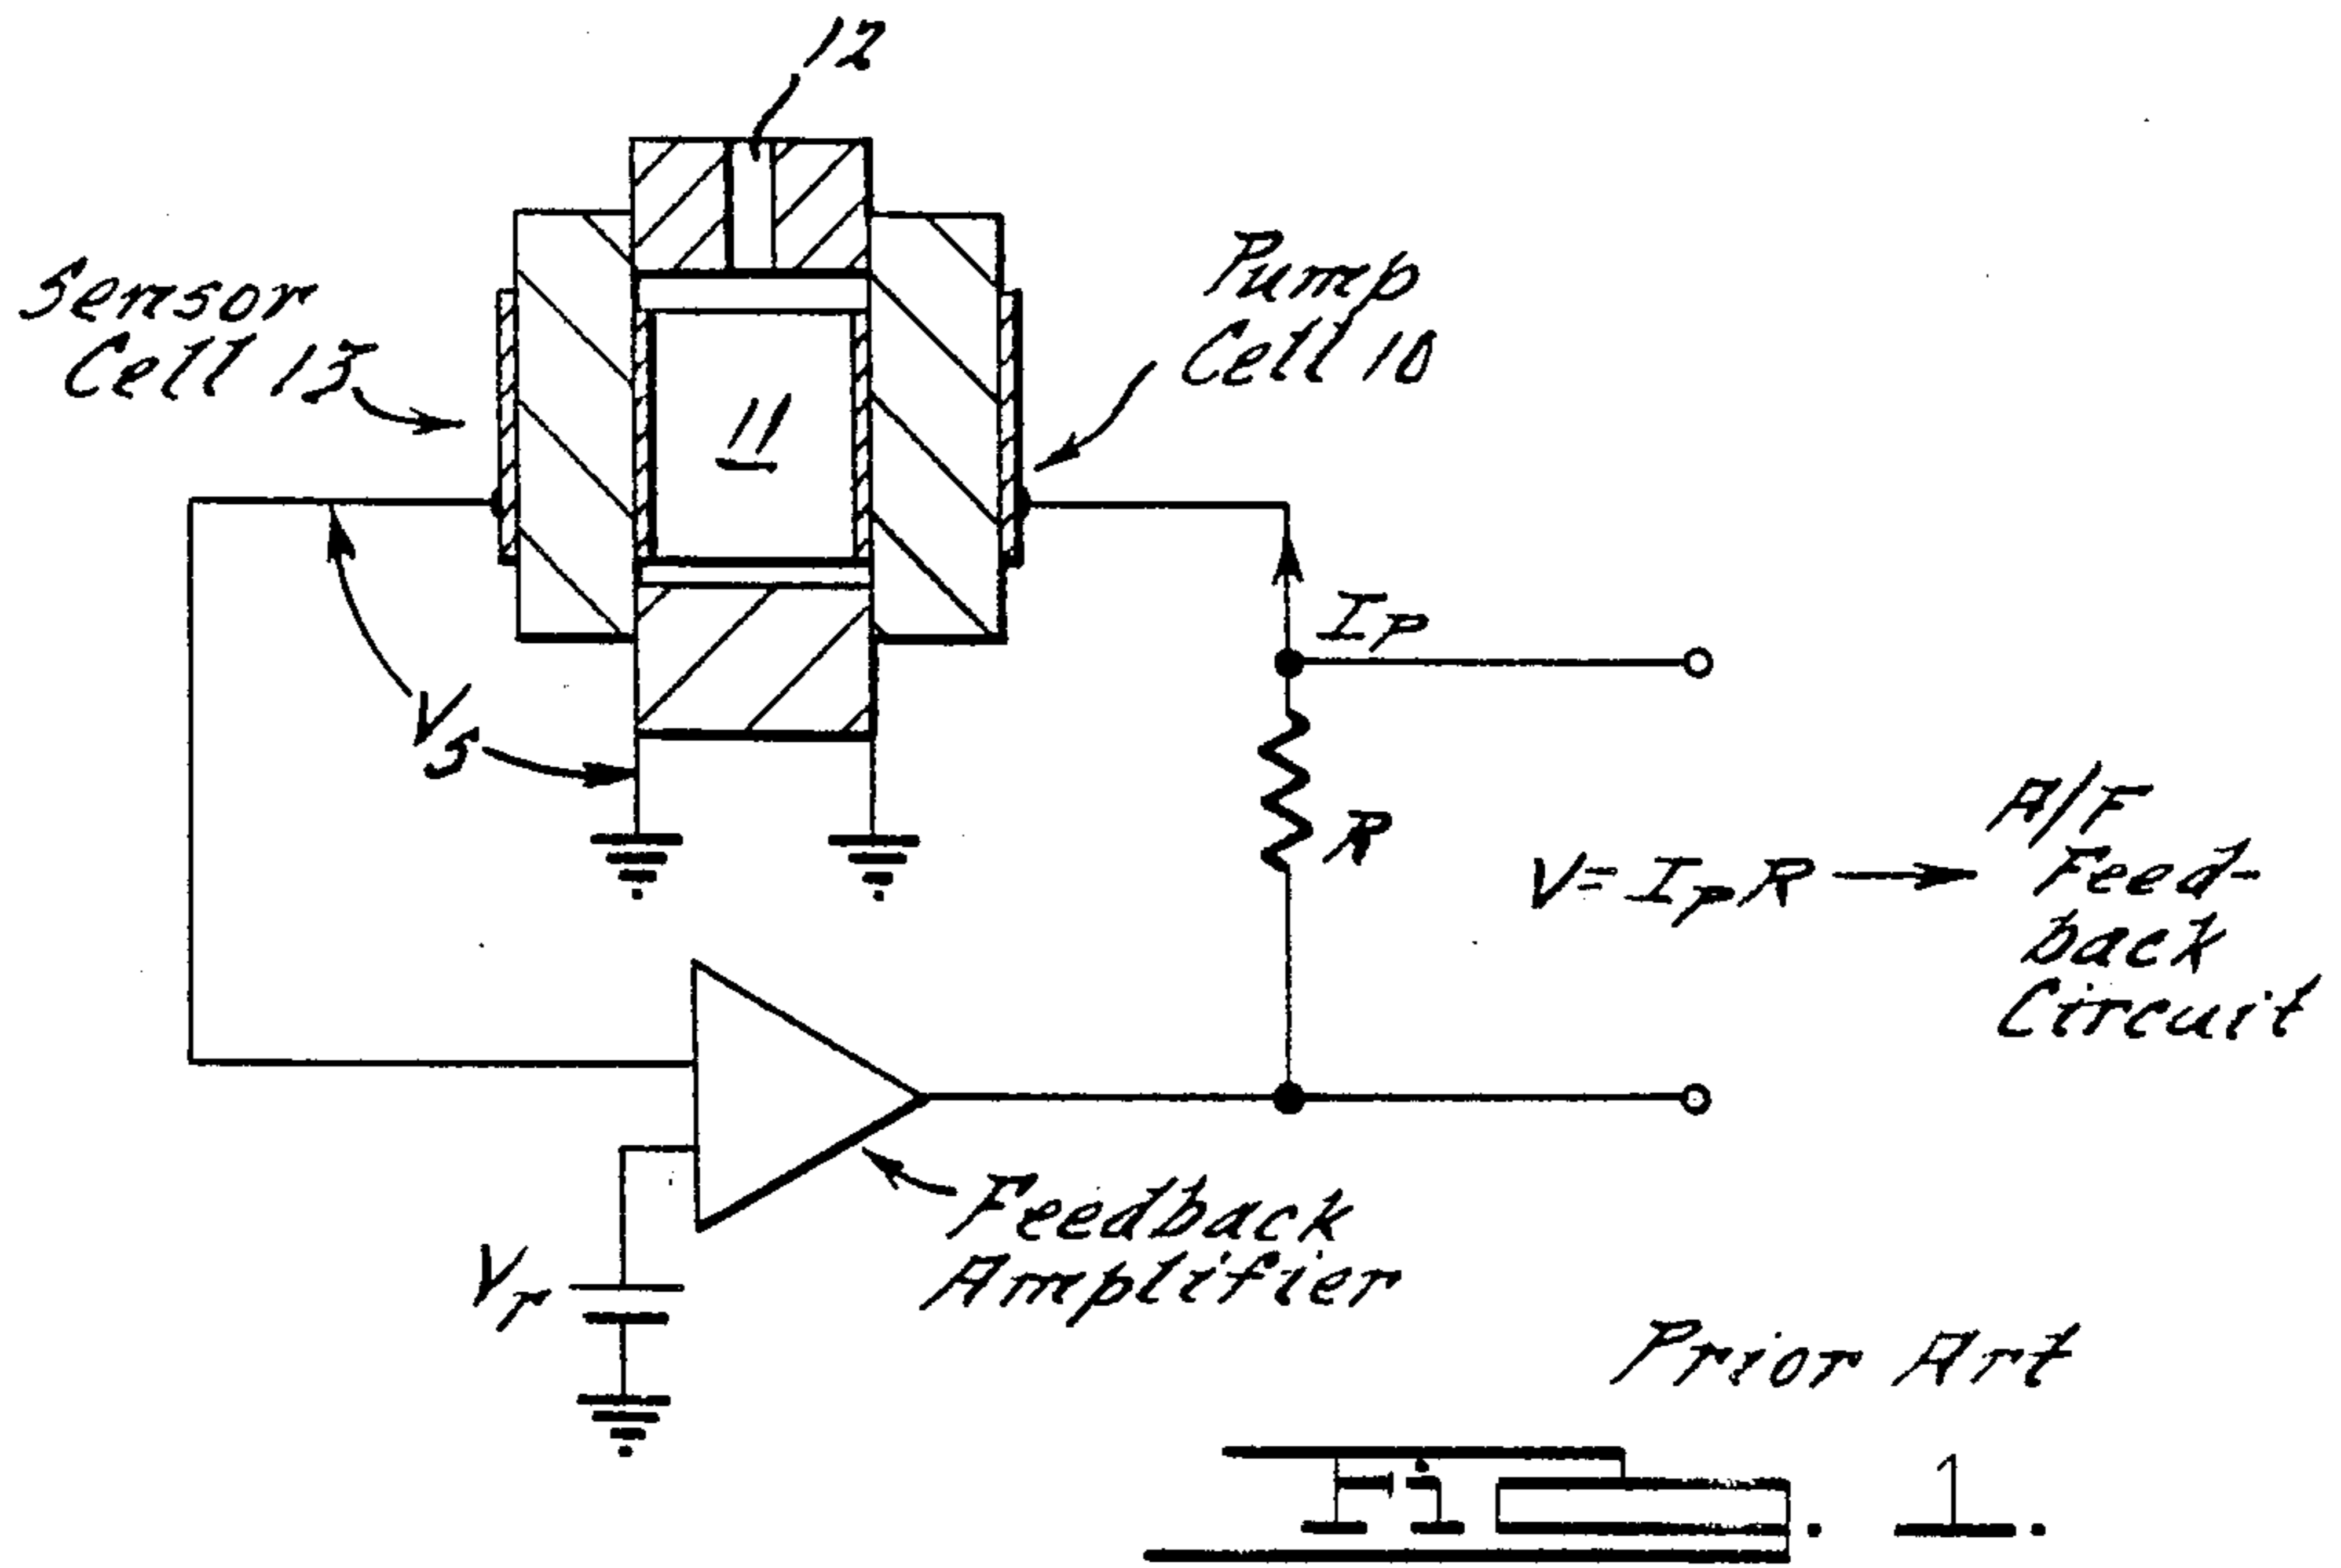 12
Sensor
Cell 13
Pump
Cell 10
11
IP
VS
R
V=IPR
A/F
Feed-
back
Circuit
Feedback
Amplifier
Vr
Prior Art
Fi . 1.